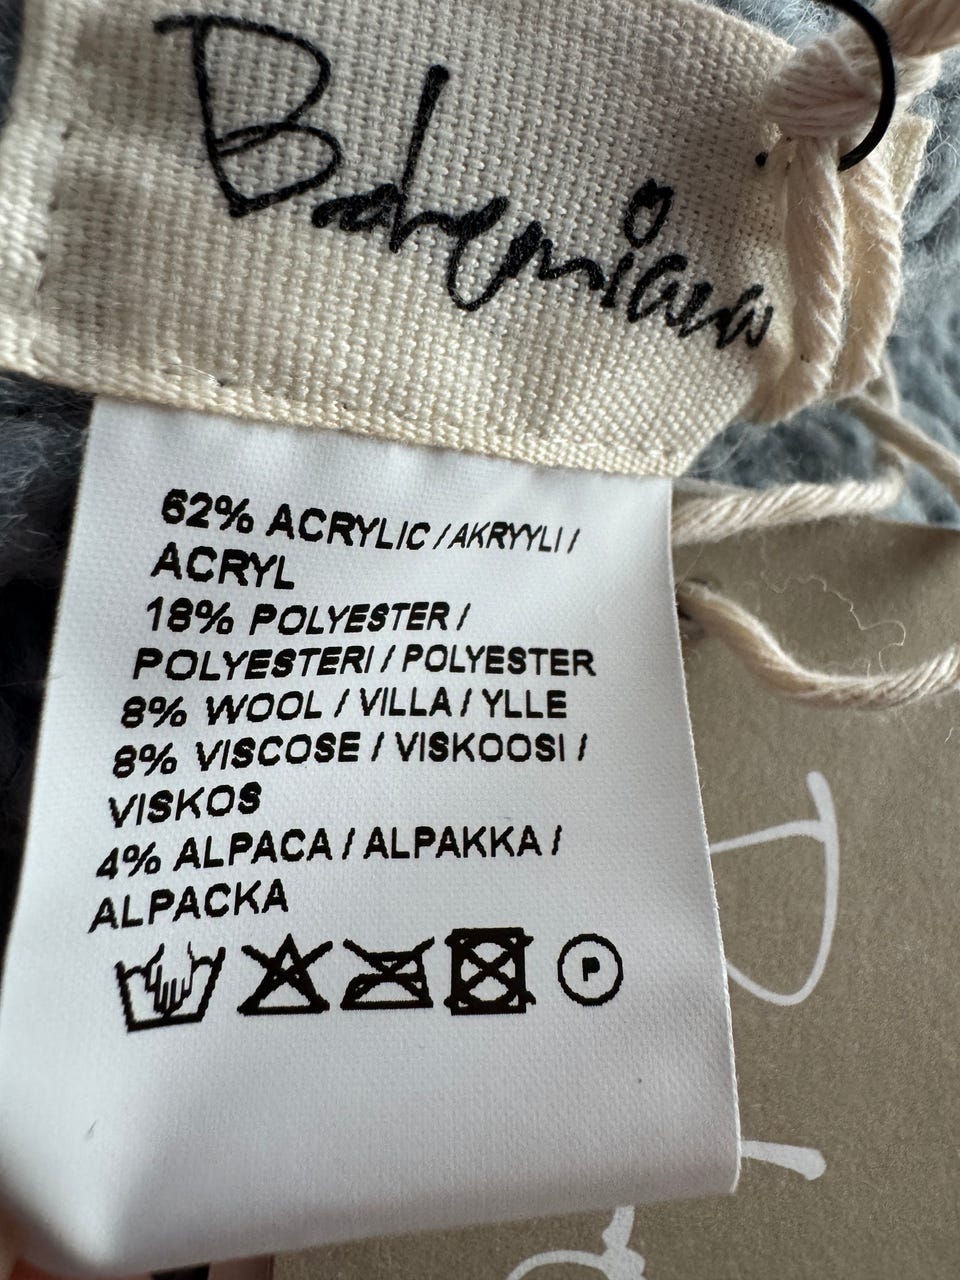 Bohemiana
62% ACRYLIC / AKRYYLI /
ACRYL
18% POLYESTER /
POLYESTERI / POLYESTER
8% WOOL / VILLA / YLLE
8% VISCOSE / VISKOOSI /
VISKOS
4% ALPACA / ALPAKKA /
ALPACKA
P